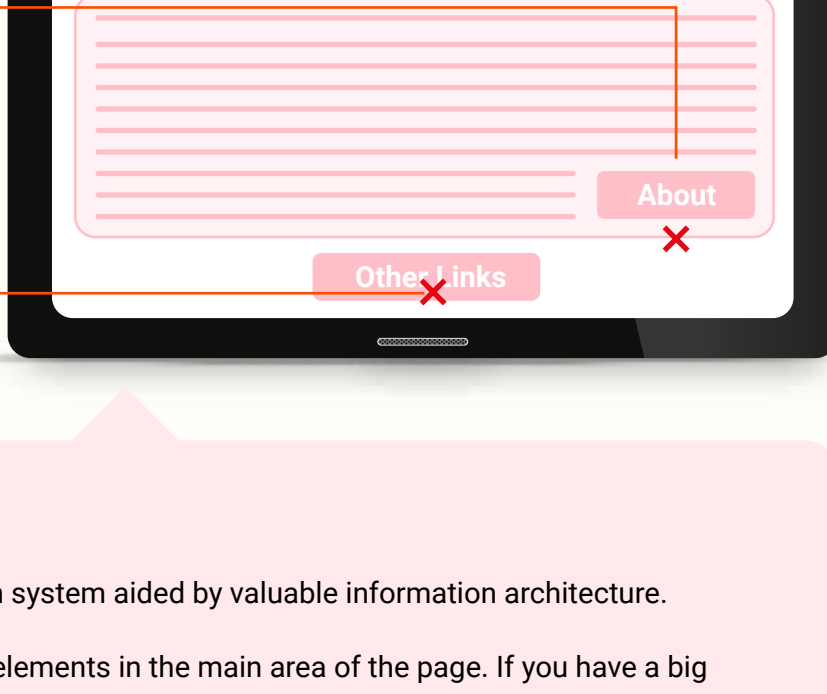 About
Other Links
system aided by valuable information architecture.
elements in the main area of the page. If you have a big